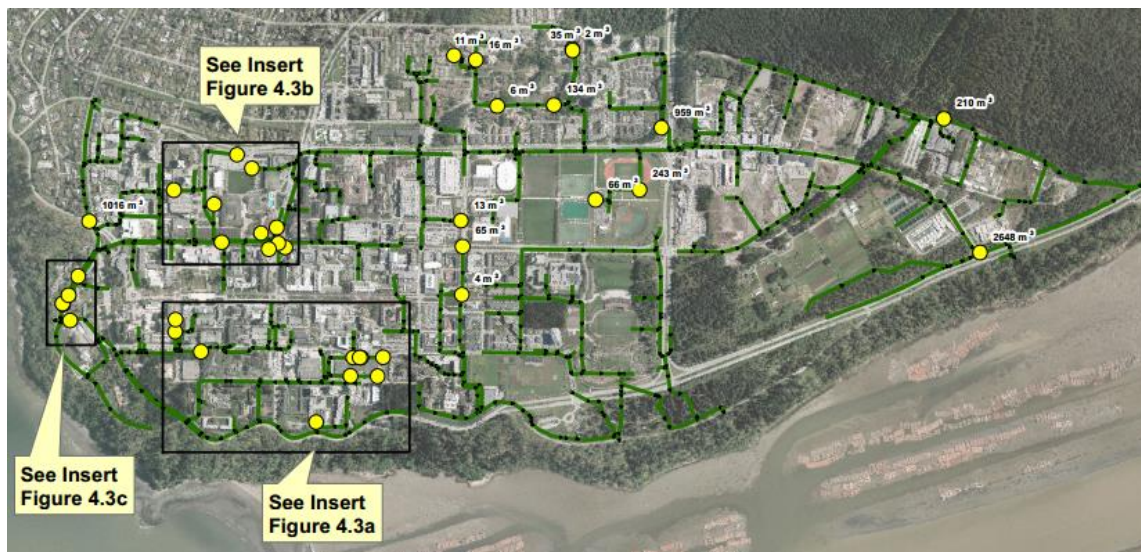 11 m³
16 m³
35 m³
2 m³
See Insert
Figure 4.3b
6 m³
134 m³
959 m³
210 m³
243 m³
66 m³
1016 m³
13 m³
65 m³
2648 m³
4 m³
See Insert
Figure 4.3c
See Insert
Figure 4.3a